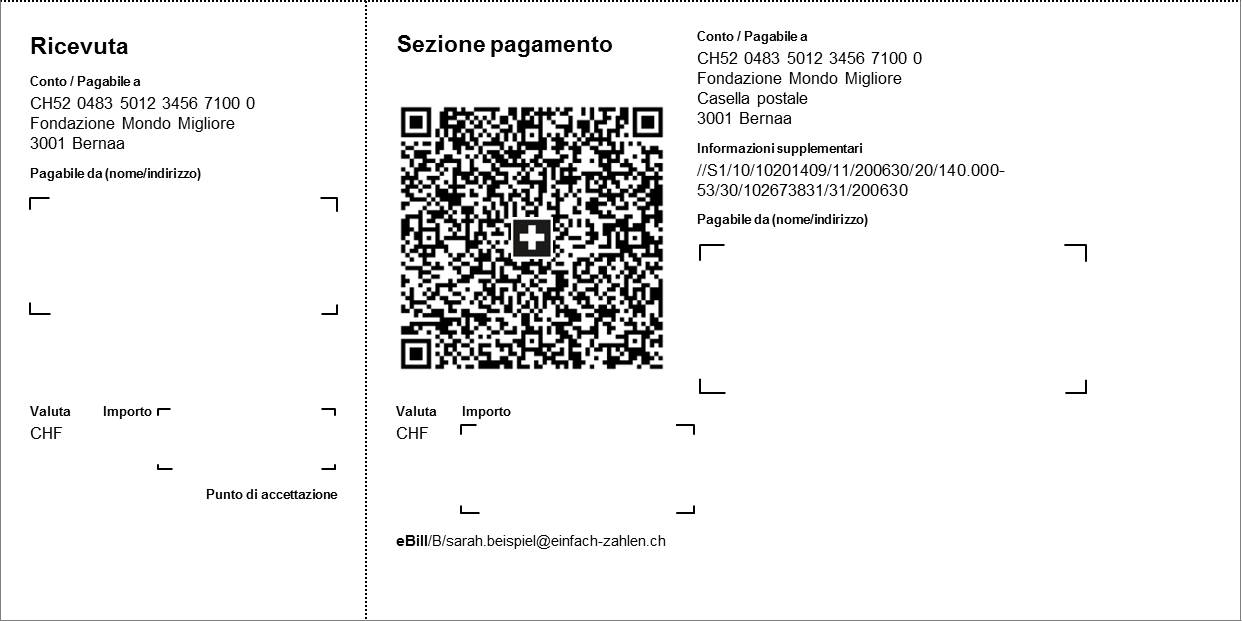 Ricevuta
Conto / Pagabile a
CH52 0483 5012 3456 7100 0
Fondazione Mondo Migliore
3001 Bernaa
Pagabile da (nome/indirizzo)
Valuta Importo
CHF
Punto di accettazione
Sezione pagamento
Valuta Importo
CHF
eBill/B/sarah.beispiel@einfach-zahlen.ch
Conto / Pagabile a
CH52 0483 5012 3456 7100 0
Fondazione Mondo Migliore
Casella postale
3001 Bernaa
Informazioni supplementari
//S1/10/10201409/11/200630/20/140.000-
53/30/102673831/31/200630
Pagabile da (nome/indirizzo)